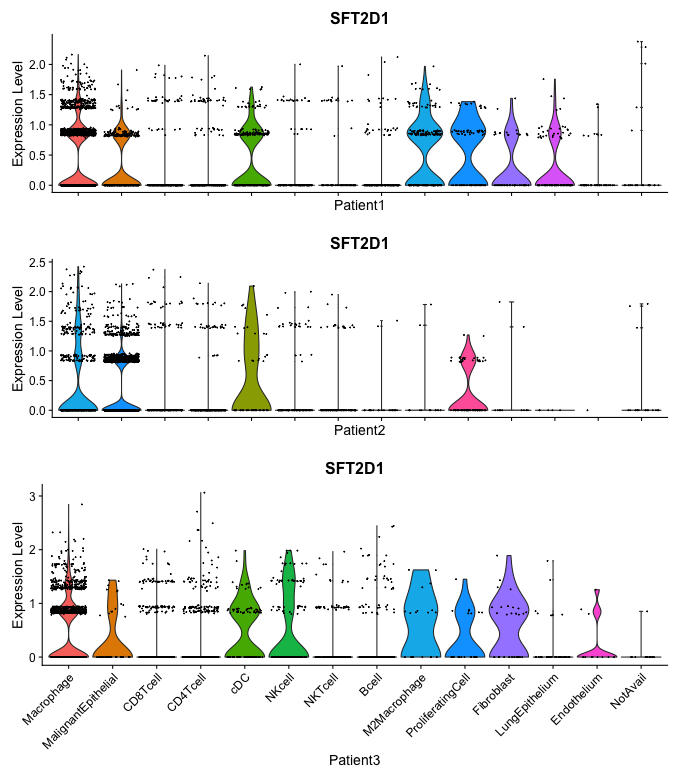 SFT2D1
Expression Level
2.0
1.5
1.0
0.5
0.0
Patient1
SFT2D1
Expression Level
2.5
2.0
1.5
1.0
0.5
0.0
Patient2
SFT2D1
Expression Level
3
2
1
0
Macrophage
MalignantEpithelial
CD8Tcell
CD4Tcell
cDC
NKcell
NKTcell
Bcell
M2Macrophage
ProliferatingCell
Fibroblast
LungEpithelium
Endothelium
NotAvail
Patient3